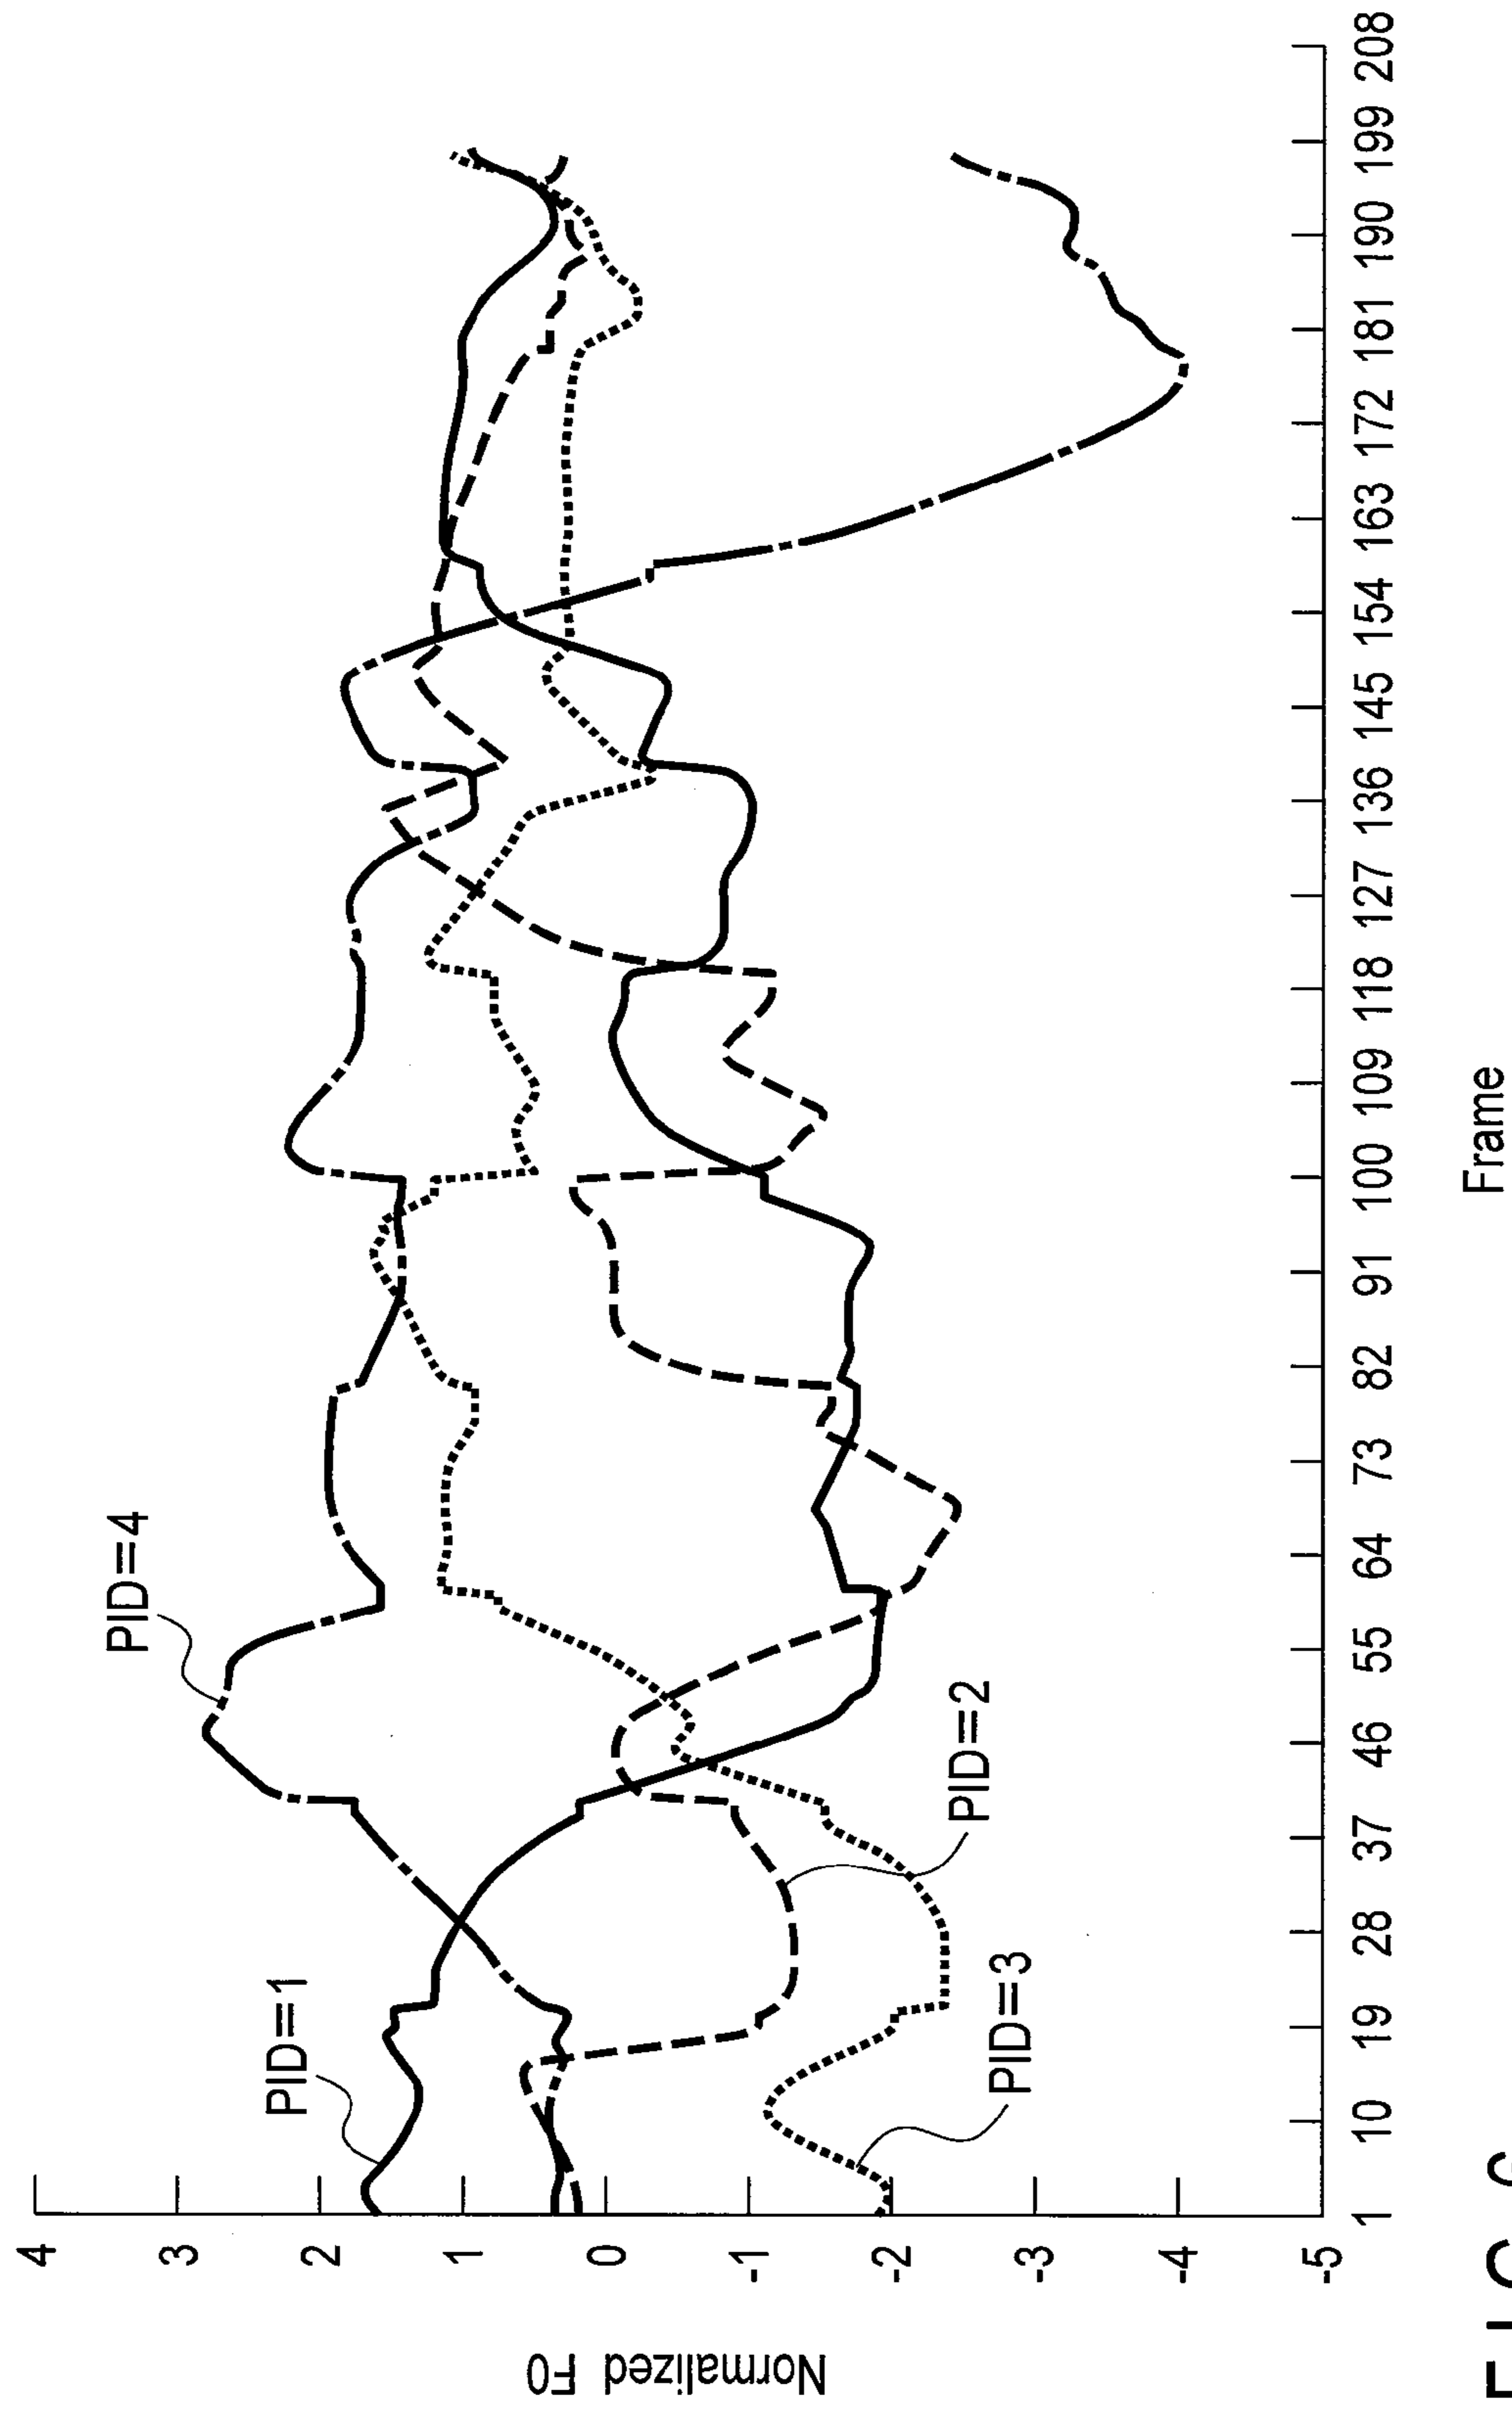 4
3
2
1
0
-1
-2
-3
-4
-5
Normalized F0
PID=1
PID=4
PID=2
PID=3
1 10 19 28 37 46 55 64 73 82 91 100 109 118 127 136 145 154 163 172 181 190 199 208
Frame